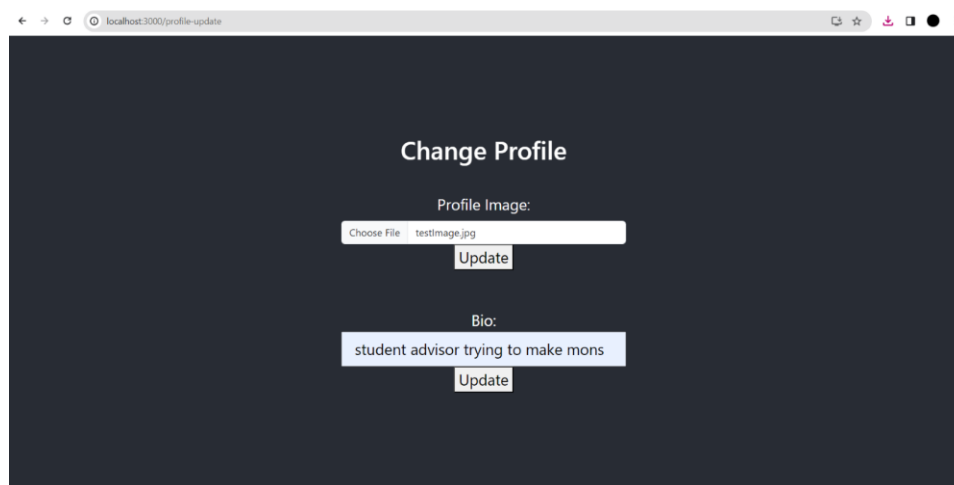 localhost:3000/profile-update
Change Profile
Profile Image:
Choose File testImage.jpg
Update
Bio:
student advisor trying to make mons
Update